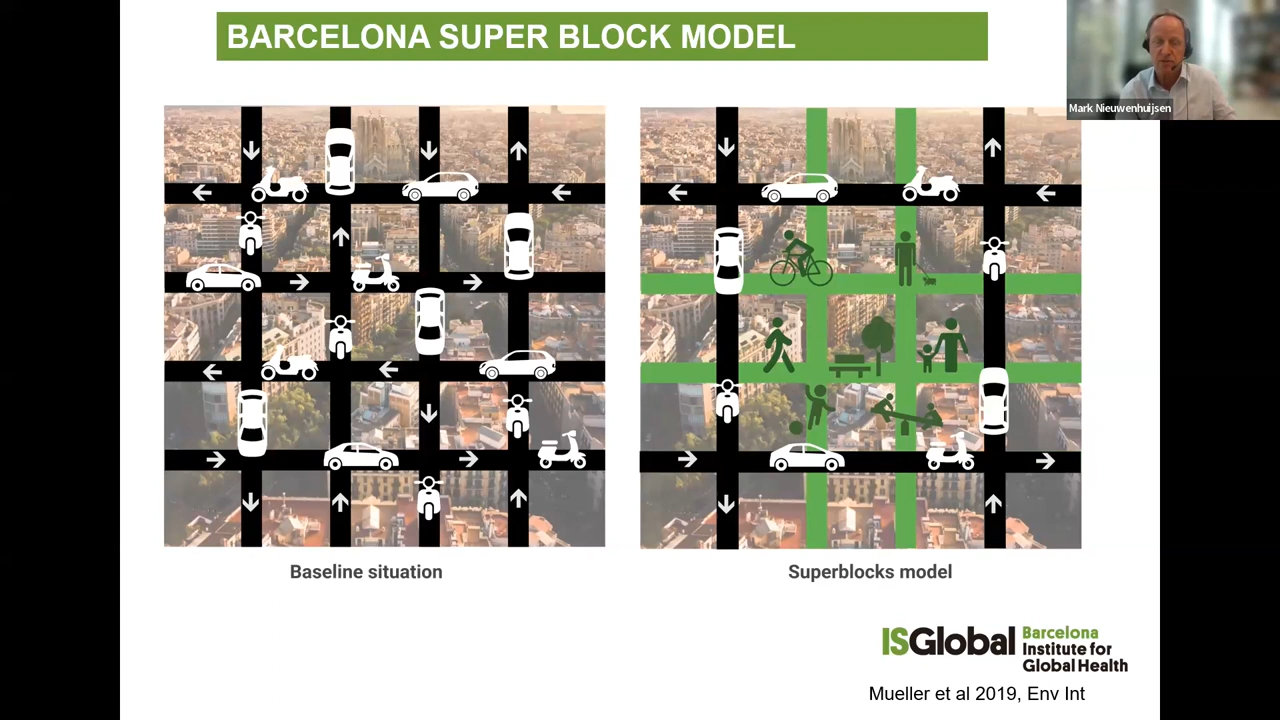 BARCELONA SUPER BLOCK MODEL
Mark Nieuwenhuijsen
Baseline situation
Superblocks model
ISGlobal
Barcelona
Institute for
Global Health
Mueller et al 2019, Env Int